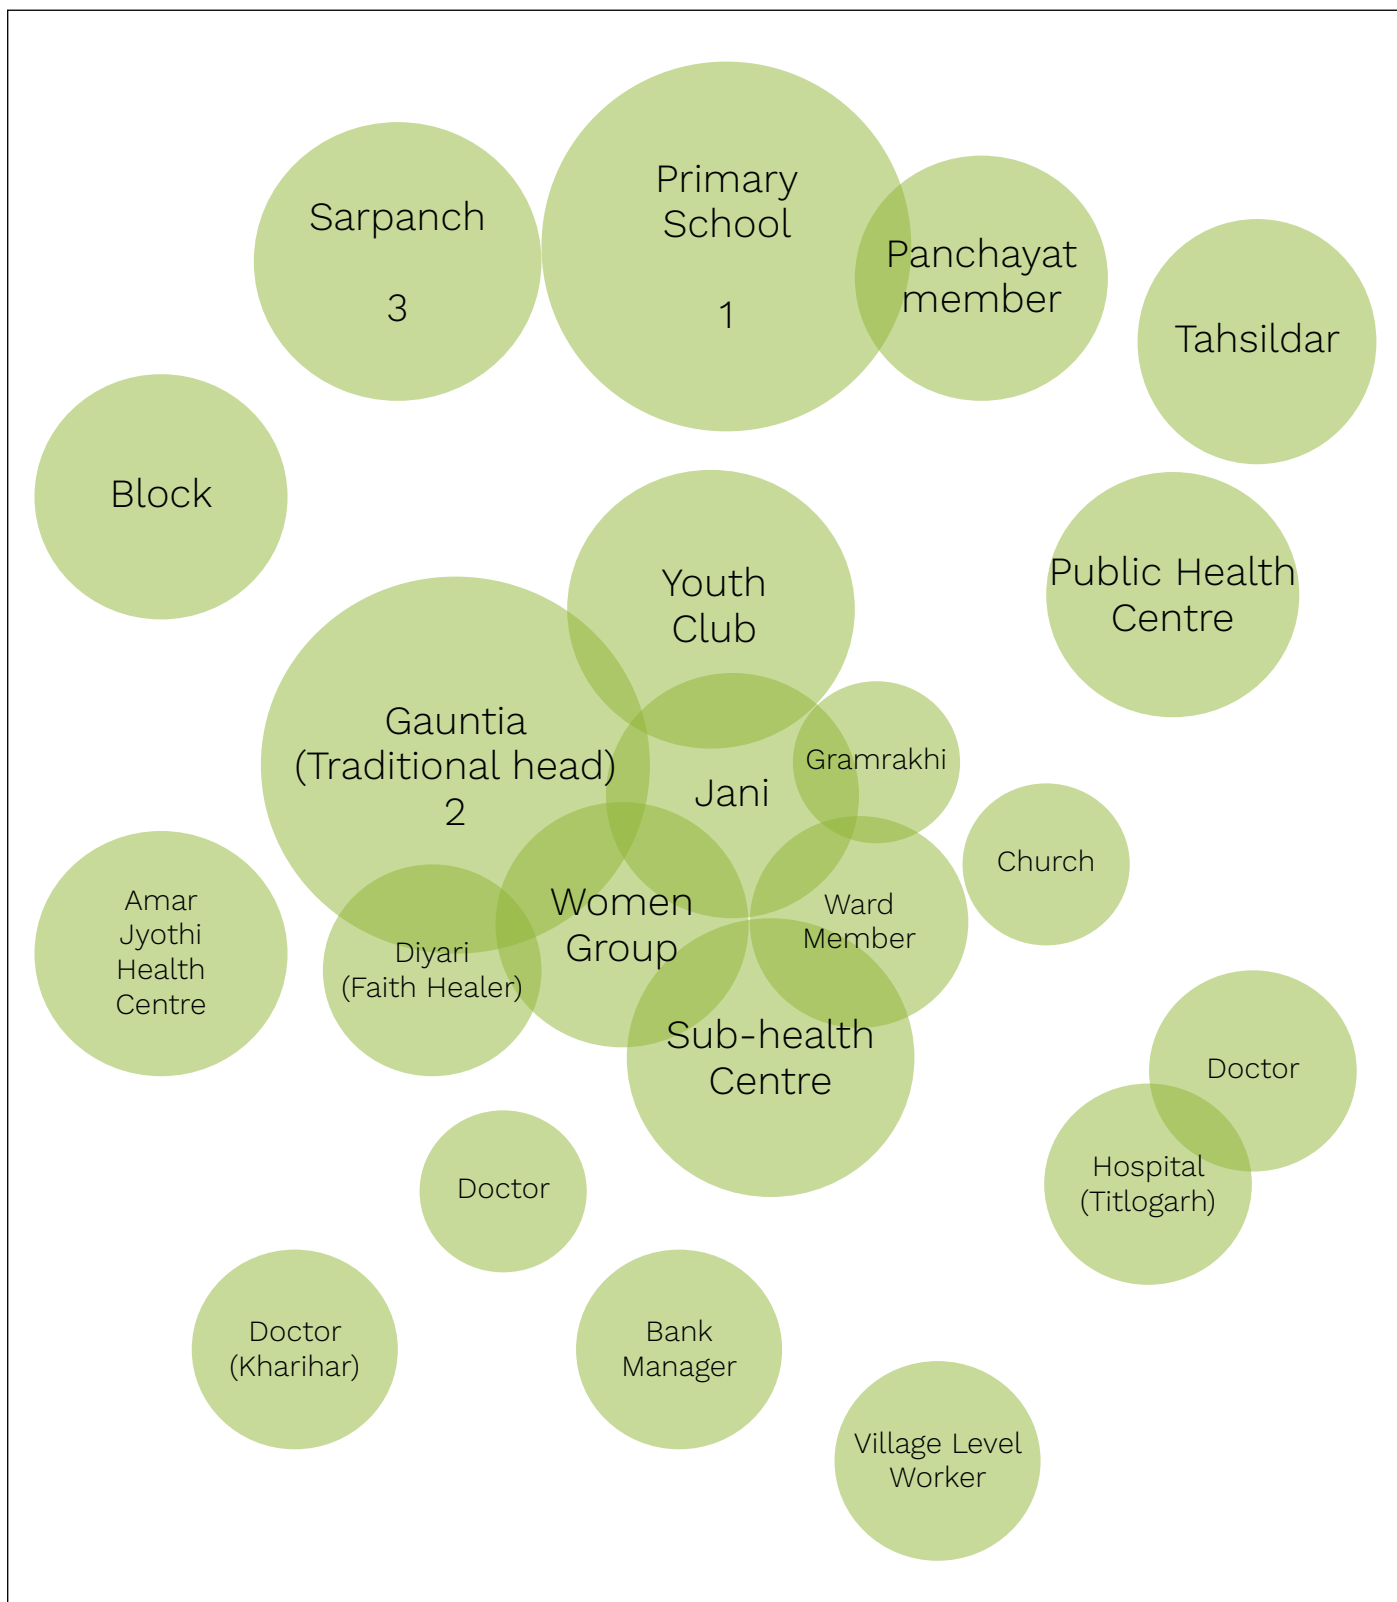 Primary
School
1
Sarpanch
3
Panchayat
member
Tahsildar
Block
Public Health
Centre
Youth
Club
Gauntia
(Traditional head)
2
Jani
Gramrakhi
Church
Amar
Jyothi
Health
Centre
Diyari
(Faith Healer)
Women
Group
Ward
Member
Sub-health
Centre
Doctor
Hospital
(Titlogarh)
Doctor
Doctor
(Kharihar)
Bank
Manager
Village Level
Worker